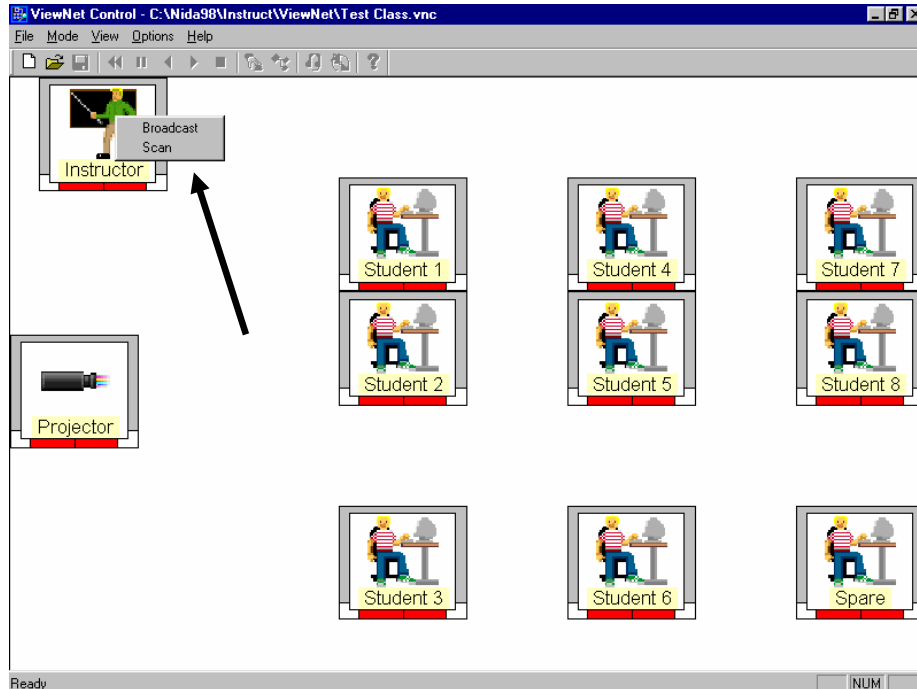 ViewNet Control - C:\Nida98\Instruct\ViewNet\Test Class.vnc
File Mode View Options Help
Broadcast
Scan
Instructor
Student 1 Student 4 Student 7
Student 2 Student 5 Student 8
Projector
Student 3 Student 6 Spare
Ready NUM